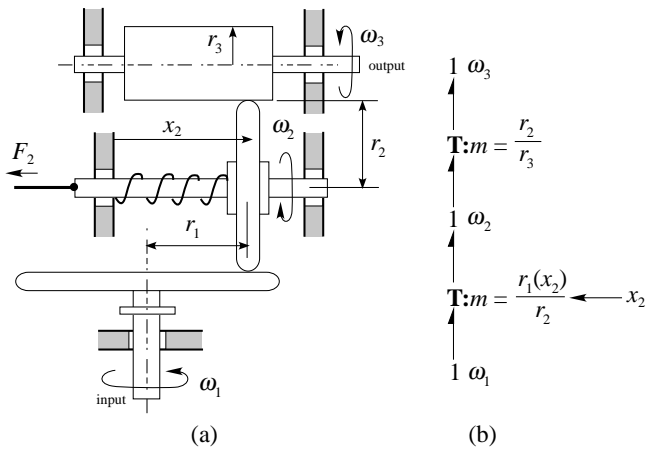 r₃
ω₃
output
x₂
ω₂
r₂
F₂
r₁
ω₁
input
(a)
1 ω₃
T:m = r₂/r₃
1 ω₂
T:m = r₁(x₂)/r₂ x₂
1 ω₁
(b)